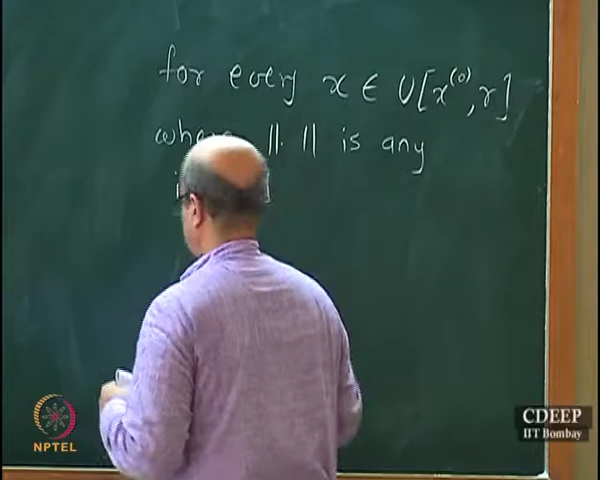 for every x ∈ U[x^(0), r]
where ||·|| is any
NPTEL
CDEEP
IIT Bombay